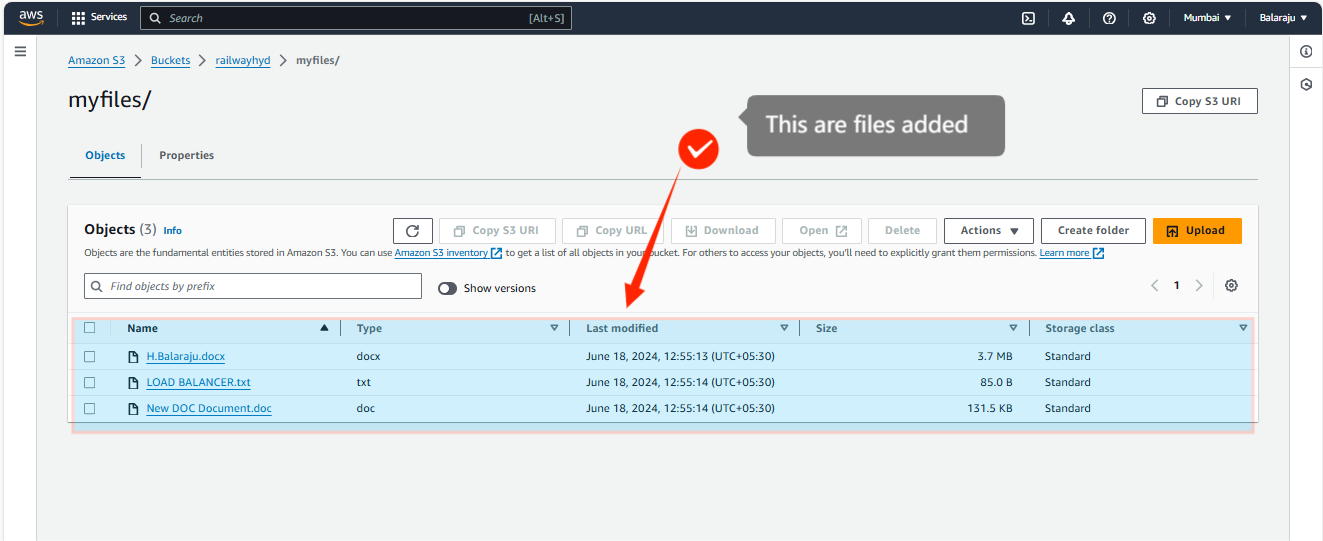 aws Services Search [Alt+S] Mumbai ▼ Balaraju ▼
Amazon S3 > Buckets > railwayhyd > myfiles/
myfiles/
Copy S3 URI
This are files added
Objects Properties
Objects (3) Info
Copy S3 URI Copy URL Download Open Delete Actions ▼ Create folder Upload
Objects are the fundamental entities stored in Amazon S3. You can use Amazon S3 inventory to get a list of all objects in your bucket. For others to access your objects, you'll need to explicitly grant them permissions. Learn more
Find objects by prefix Show versions 1
Name Type Last modified Size Storage class
H.Balaraju.docx docx June 18, 2024, 12:55:13 (UTC+05:30) 3.7 MB Standard
LOAD BALANCER.txt txt June 18, 2024, 12:55:14 (UTC+05:30) 85.0 B Standard
New DOC Document.doc doc June 18, 2024, 12:55:14 (UTC+05:30) 131.5 KB Standard